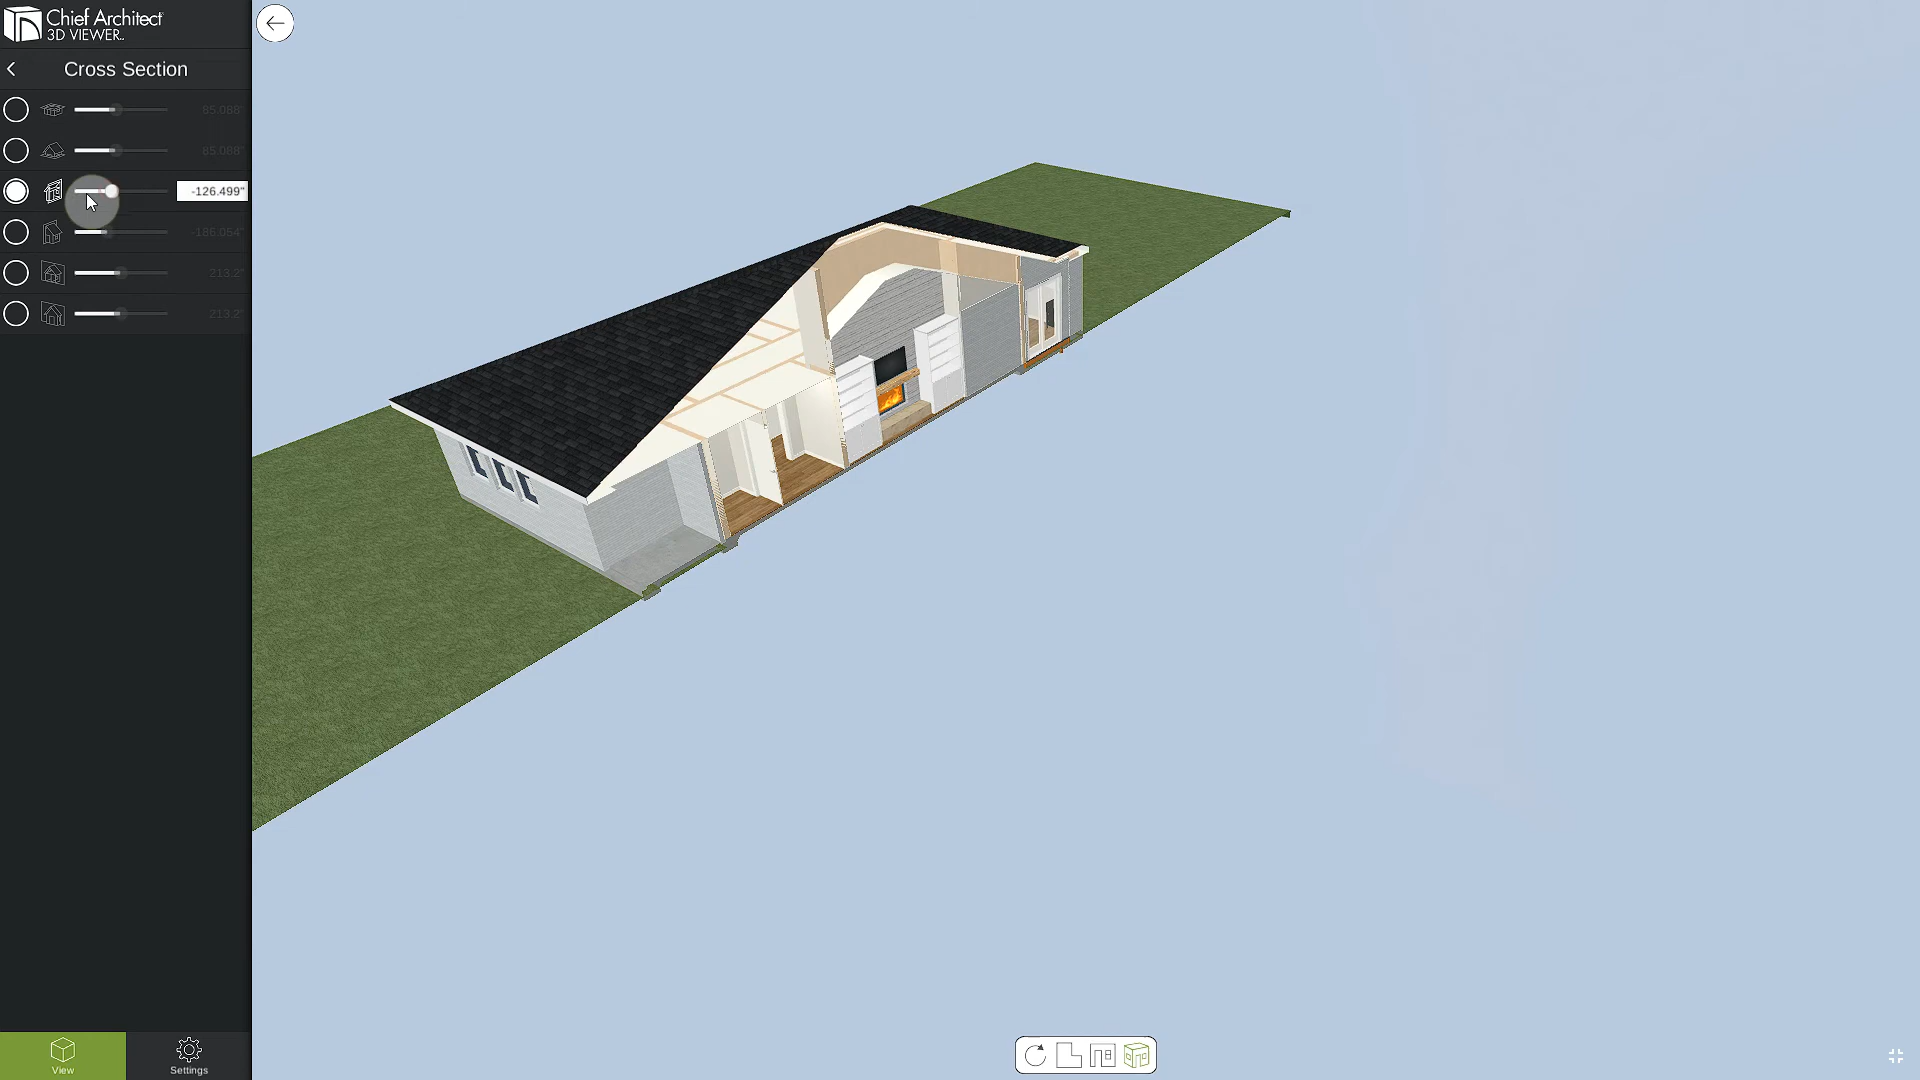 Chief Architect
3D VIEWER™
Cross Section
85.088"
85.088"
-126.499"
-186.054"
213.2"
213.2"
View
Settings